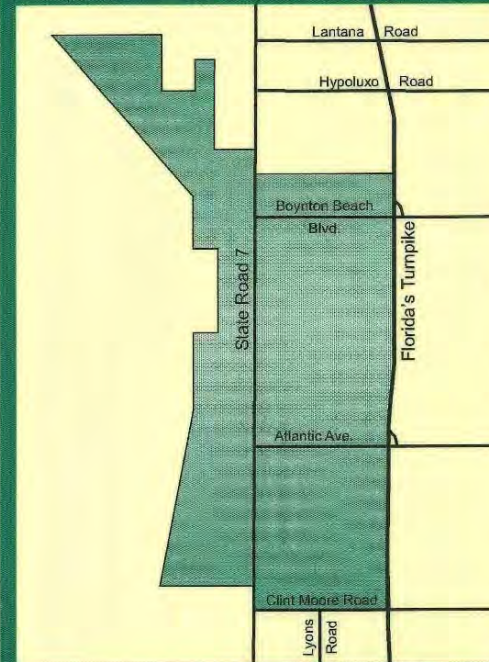 Lantana Road
Hypoluxo Road
Boynton Beach
Blvd.
State Road 7
Florida's Turnpike
Atlantic Ave.
Clint Moore Road
Lyons
Road